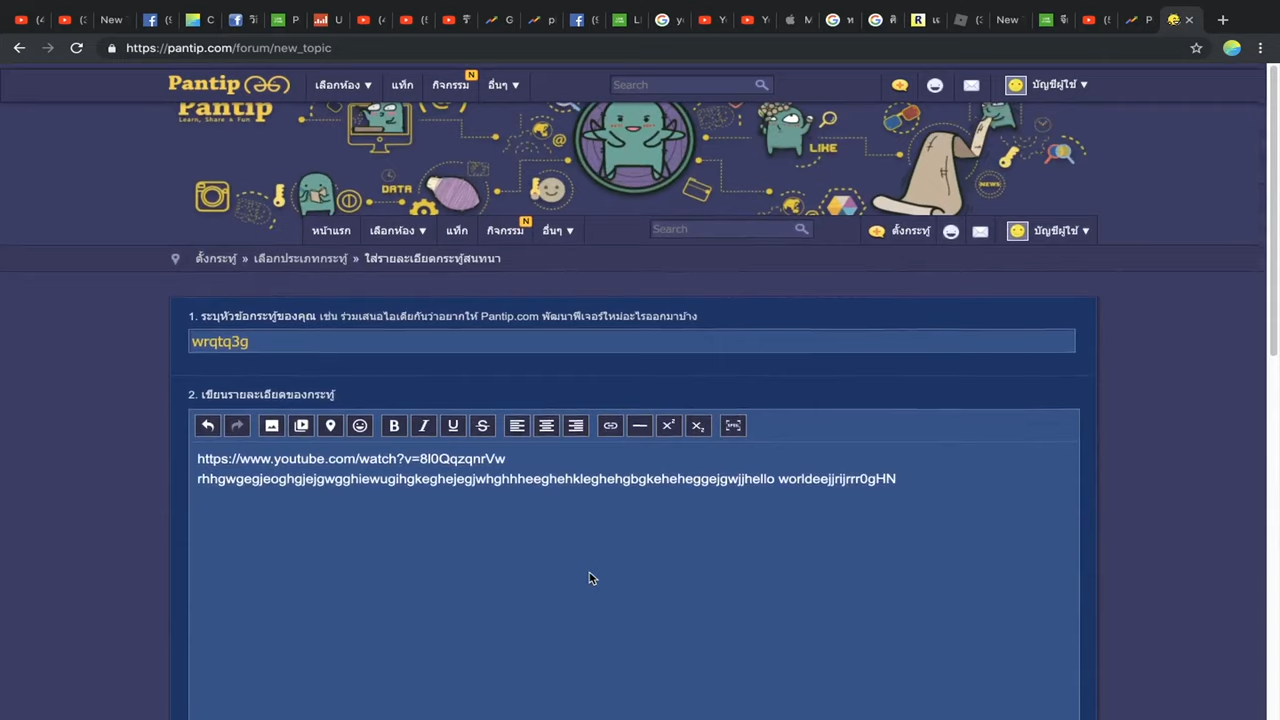 https://pantip.com/forum/new_topic
Pantip เลือกห้อง ▼ แท็ก กิจกรรม N อื่นๆ ▼ Search บัญชีผู้ใช้ ▼
Pantip
Learn, Share & Fun
LIKE
DATA
NEWS
หน้าแรก เลือกห้อง ▼ แท็ก กิจกรรม N อื่นๆ ▼ Search ตั้งกระทู้ บัญชีผู้ใช้ ▼
ตั้งกระทู้ » เลือกประเภทกระทู้ » ใส่รายละเอียดกระทู้สนทนา
1. ระบุหัวข้อกระทู้ของคุณ เช่น ร่วมเสนอไอเดียกันว่าอยากให้ Pantip.com พัฒนาฟีเจอร์ใหม่อะไรออกมาบ้าง
wrqtq3g
2. เขียนรายละเอียดของกระทู้
B I U S X² X₂ SPOIL
https://www.youtube.com/watch?v=8l0QqzqnrVw
rhhgwgegjeoghgjejgwgghiewugihgkeghejegjwhghhheeghehkleghehgbgkeheheggejgwjjhello worldeejjrijrrr0gHN